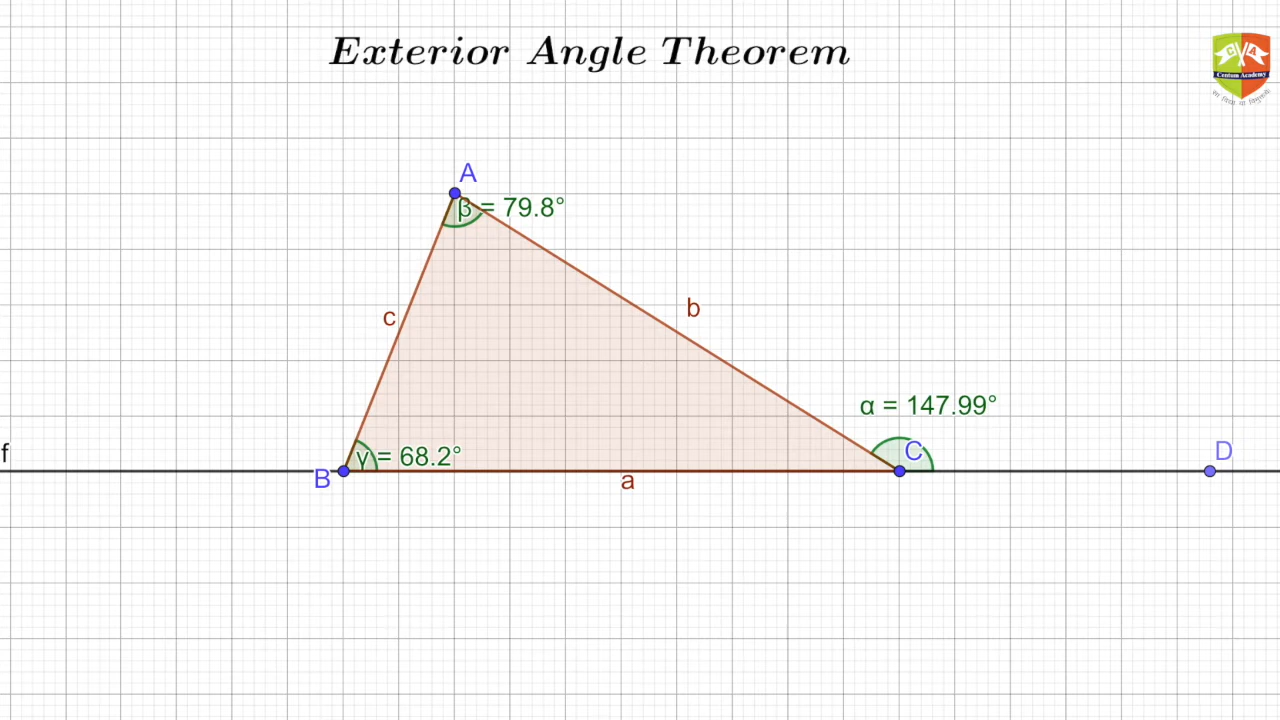 Exterior Angle Theorem
C A
Centum Academy
A
β = 79.8°
c
b
α = 147.99°
f
B
γ = 68.2°
a
C
D